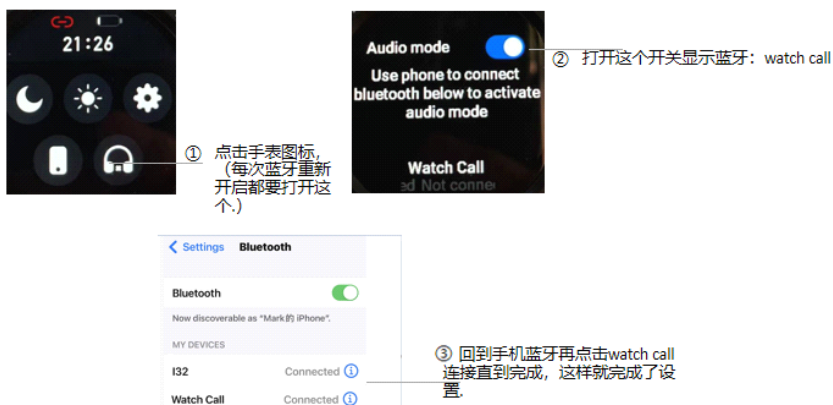 21:26
① 点击手表图标，
（每次蓝牙重新
开启都要打开这
个.）
Audio mode
Use phone to connect
bluetooth below to activate
audio mode
Watch Call
Not conne
② 打开这个开关显示蓝牙：watch call
Settings Bluetooth
Bluetooth
Now discoverable as “Mark的 iPhone”.
MY DEVICES
I32 Connected
Watch Call Connected
③ 回到手机蓝牙再点击watch call
连接直到完成，这样就完成了设
置.